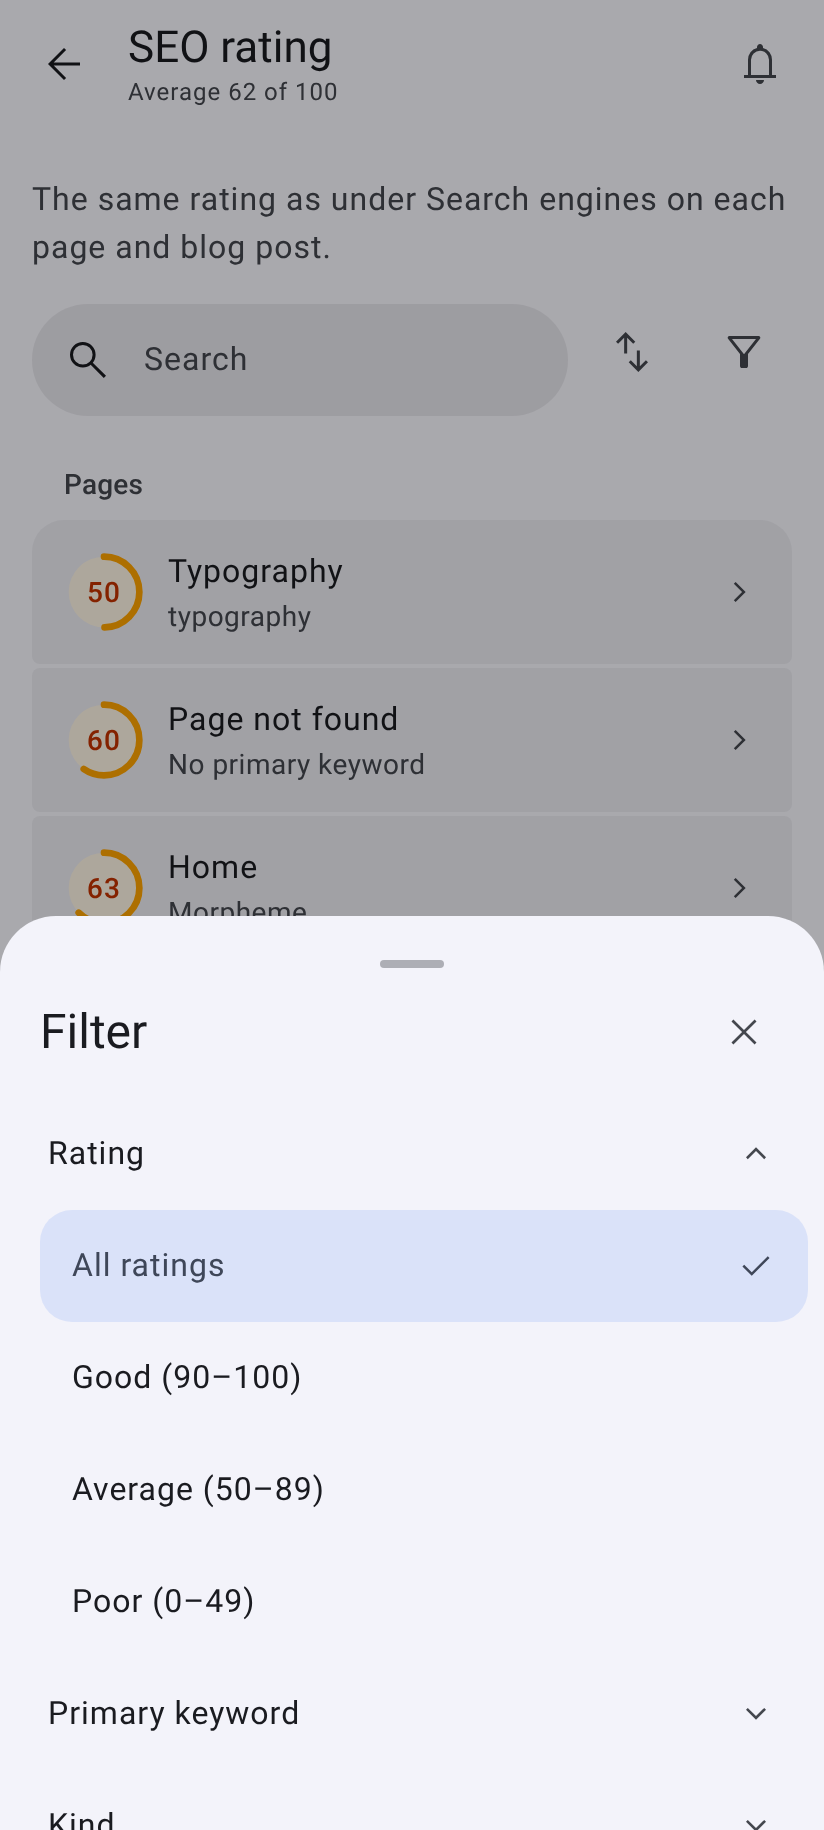 SEO rating
Average 62 of 100
The same rating as under Search engines on each
page and blog post.
Search
Pages
50
Typography
typography
60
Page not found
No primary keyword
63
Home
Morpheme
Filter
Rating
All ratings
Good (90–100)
Average (50–89)
Poor (0–49)
Primary keyword
Kind